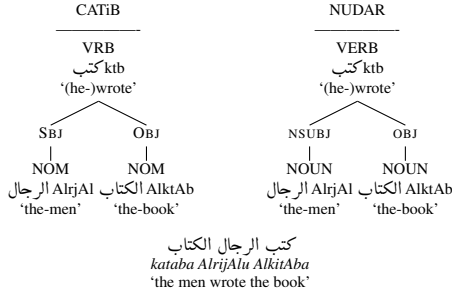 CATiB NUDAR
VRB VERB
كتب ktb كتب ktb
‘(he-)wrote’ ‘(he-)wrote’
SBJ OBJ NSUBJ OBJ
NOM NOM NOUN NOUN
الرجال AlrjAl الكتاب AlktAb الرجال AlrjAl الكتاب AlktAb
‘the-men’ ‘the-book’ ‘the-men’ ‘the-book’
كتب الرجال الكتاب
kataba AlrijAlu AlkitAba
‘the men wrote the book’